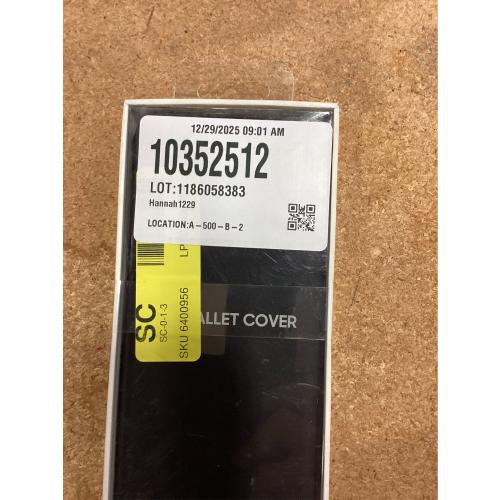 12/29/2025 09:01 AM
10352512
LOT:1186058383
Hannah1229
LOCATION:A-500-B-2
SC
SC-0-1-3
SKU 6400956
LP
ALLET COVER